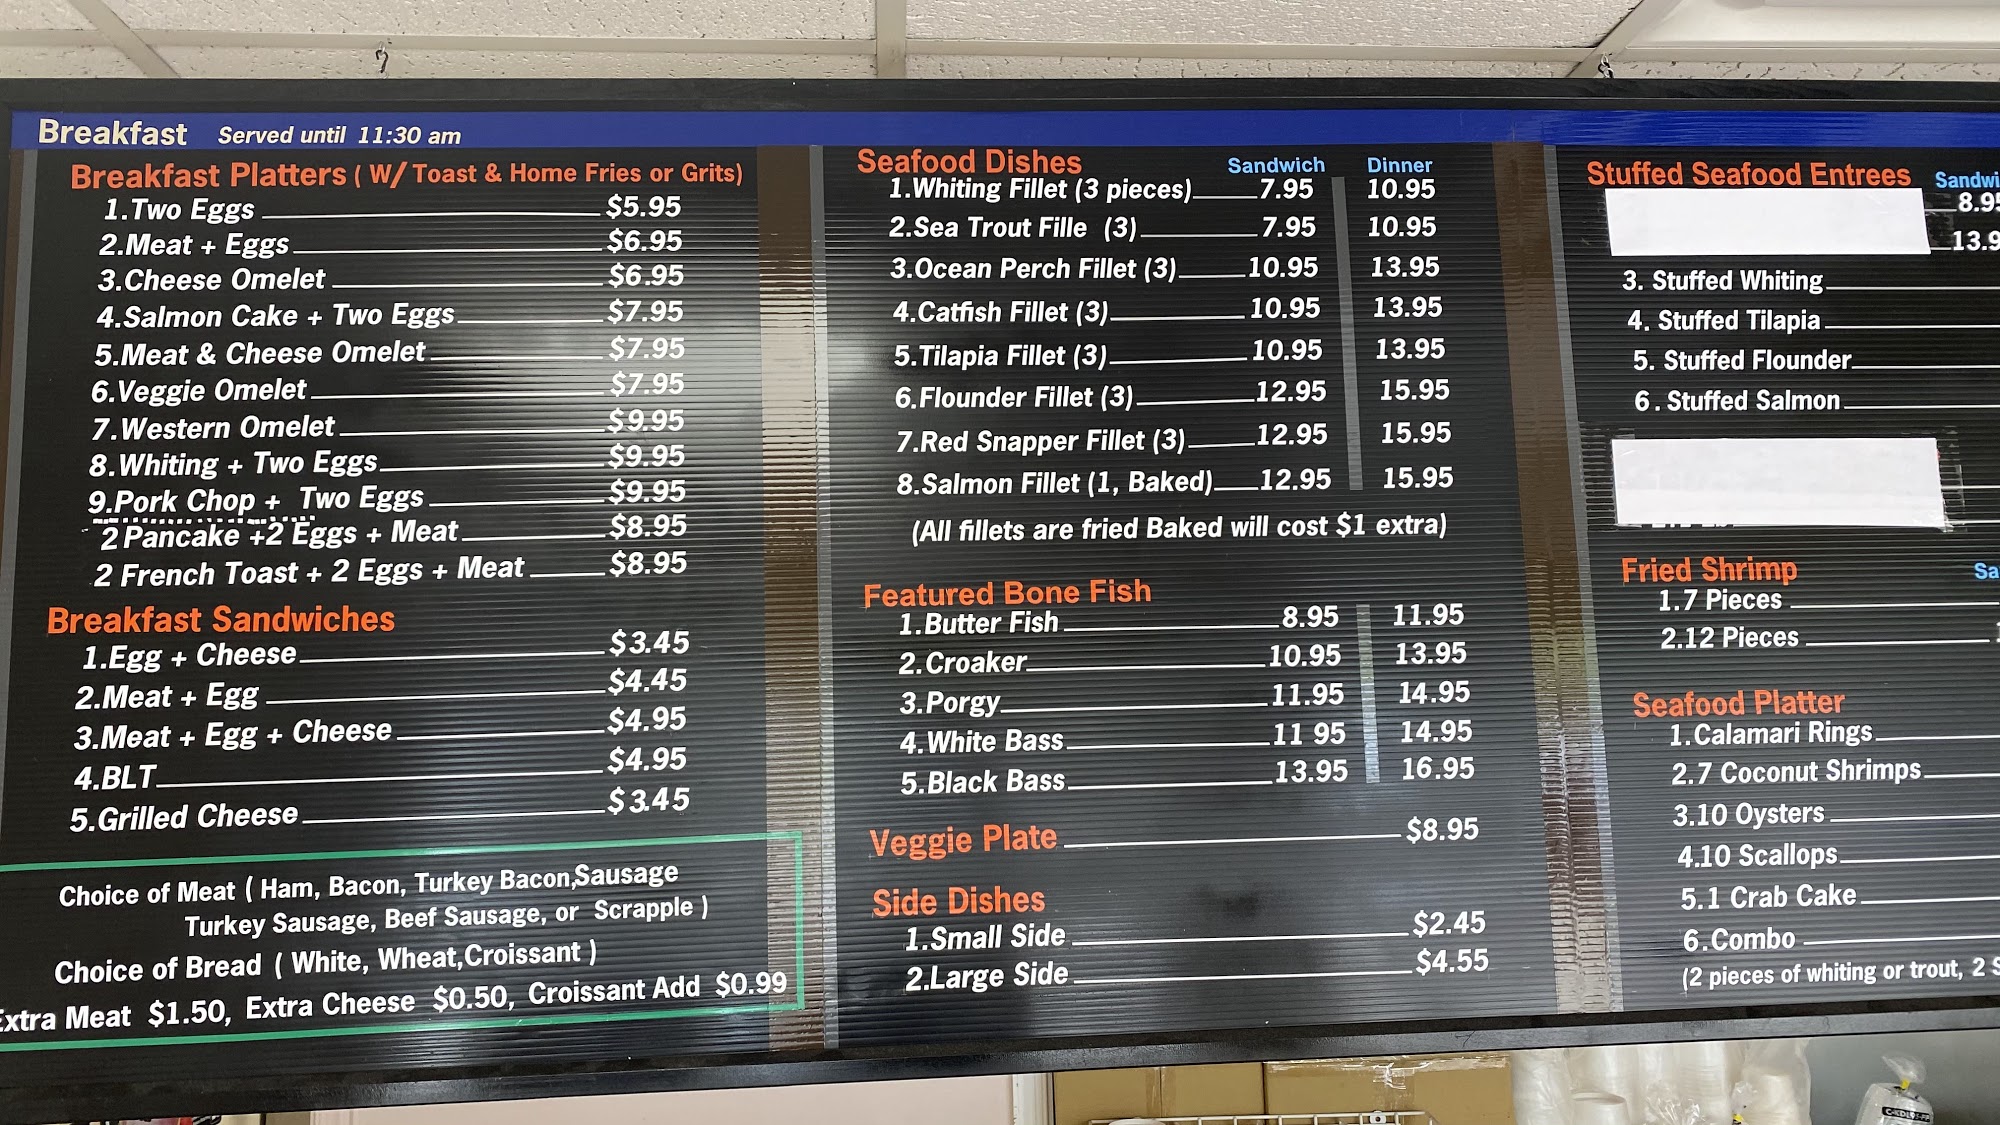 Breakfast Served until 11:30 am
Breakfast Platters ( W/ Toast & Home Fries or Grits)
1.Two Eggs $5.95
2.Meat + Eggs $6.95
3.Cheese Omelet $6.95
4.Salmon Cake + Two Eggs $7.95
5.Meat & Cheese Omelet $7.95
6.Veggie Omelet $7.95
7.Western Omelet $9.95
8.Whiting + Two Eggs $9.95
9.Pork Chop + Two Eggs $9.95
2 Pancake +2 Eggs + Meat $8.95
2 French Toast + 2 Eggs + Meat $8.95
Breakfast Sandwiches
1.Egg + Cheese $3.45
2.Meat + Egg $4.45
3.Meat + Egg + Cheese $4.95
4.BLT $4.95
5.Grilled Cheese $3.45
Choice of Meat ( Ham, Bacon, Turkey Bacon,Sausage
Turkey Sausage, Beef Sausage, or Scrapple )
Choice of Bread ( White, Wheat,Croissant )
Extra Meat $1.50, Extra Cheese $0.50, Croissant Add $0.99
Seafood Dishes Sandwich Dinner
1.Whiting Fillet (3 pieces) 7.95 10.95
2.Sea Trout Fille (3) 7.95 10.95
3.Ocean Perch Fillet (3) 10.95 13.95
4.Catfish Fillet (3) 10.95 13.95
5.Tilapia Fillet (3) 10.95 13.95
6.Flounder Fillet (3) 12.95 15.95
7.Red Snapper Fillet (3) 12.95 15.95
8.Salmon Fillet (1, Baked) 12.95 15.95
(All fillets are fried Baked will cost $1 extra)
Featured Bone Fish
1.Butter Fish 8.95 11.95
2.Croaker 10.95 13.95
3.Porgy 11.95 14.95
4.White Bass 11 95 14.95
5.Black Bass 13.95 16.95
Veggie Plate $8.95
Side Dishes
1.Small Side $2.45
2.Large Side $4.55
Stuffed Seafood Entrees Sandwi
8.95
13.9
3. Stuffed Whiting
4. Stuffed Tilapia
5. Stuffed Flounder
6. Stuffed Salmon
Fried Shrimp Sa
1.7 Pieces
2.12 Pieces
Seafood Platter
1.Calamari Rings
2.7 Coconut Shrimps
3.10 Oysters
4.10 Scallops
5.1 Crab Cake
6.Combo
(2 pieces of whiting or trout, 2 S